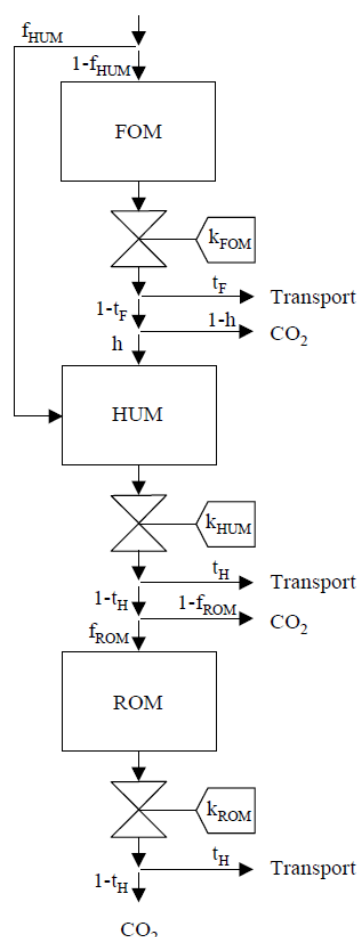 f_HUM
1-f_HUM
FOM
k_FOM
t_F
Transport
1-t_F
1-h
CO₂
h
HUM
k_HUM
t_H
Transport
1-t_H
1-f_ROM
CO₂
f_ROM
ROM
k_ROM
t_H
Transport
1-t_H
CO₂